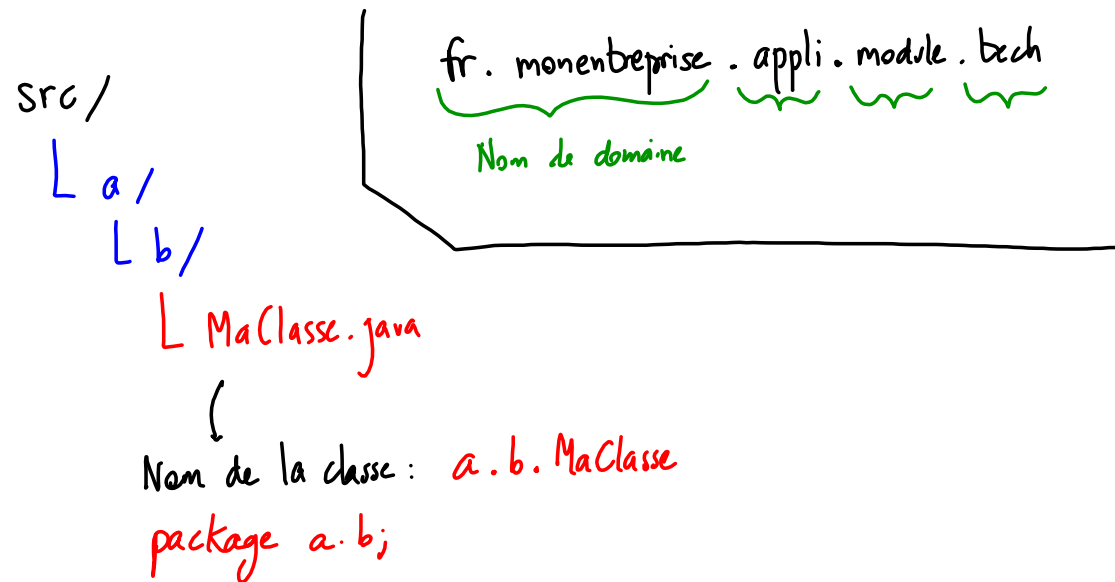 fr. monentreprise . appli . module . tech
Nom de domaine
src/
a/
b/
MaClasse.java
Nom de la classe : a.b.MaClasse
package a.b;